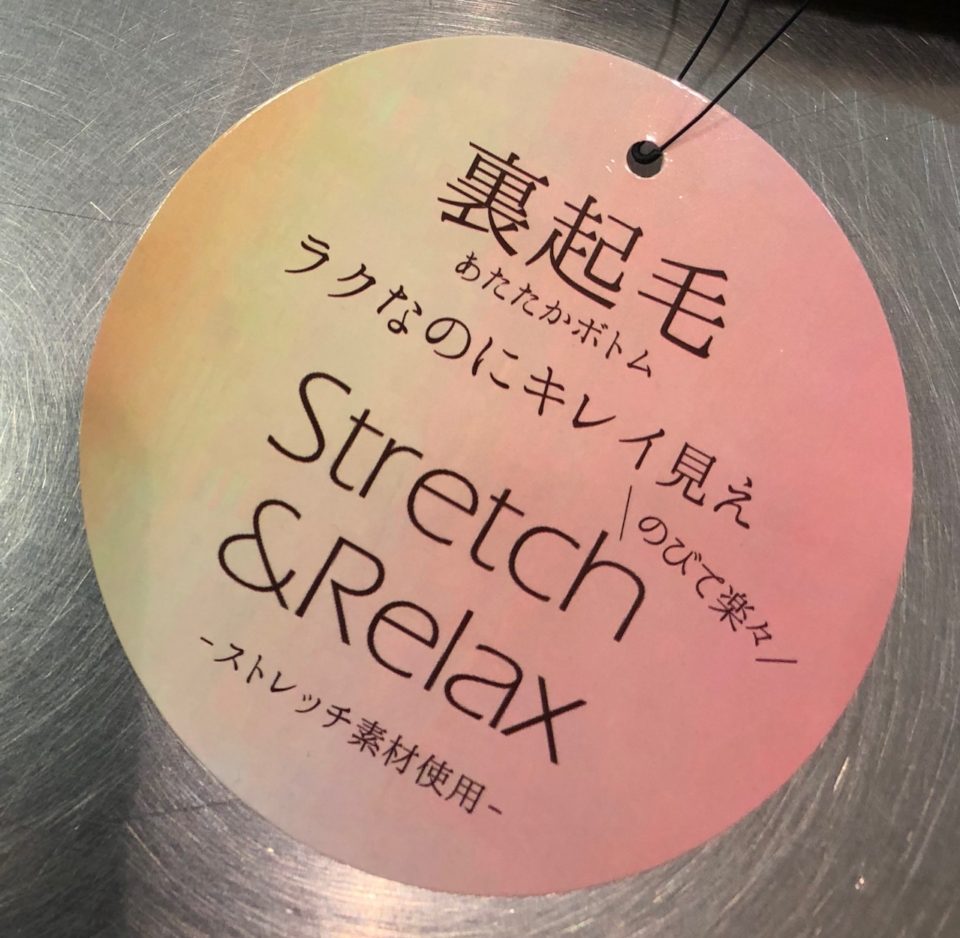 裏起毛
あたたかボトム
ラクなのにキレイ見え
\のびて楽々/
Stretch
&Relax
-ストレッチ素材使用-